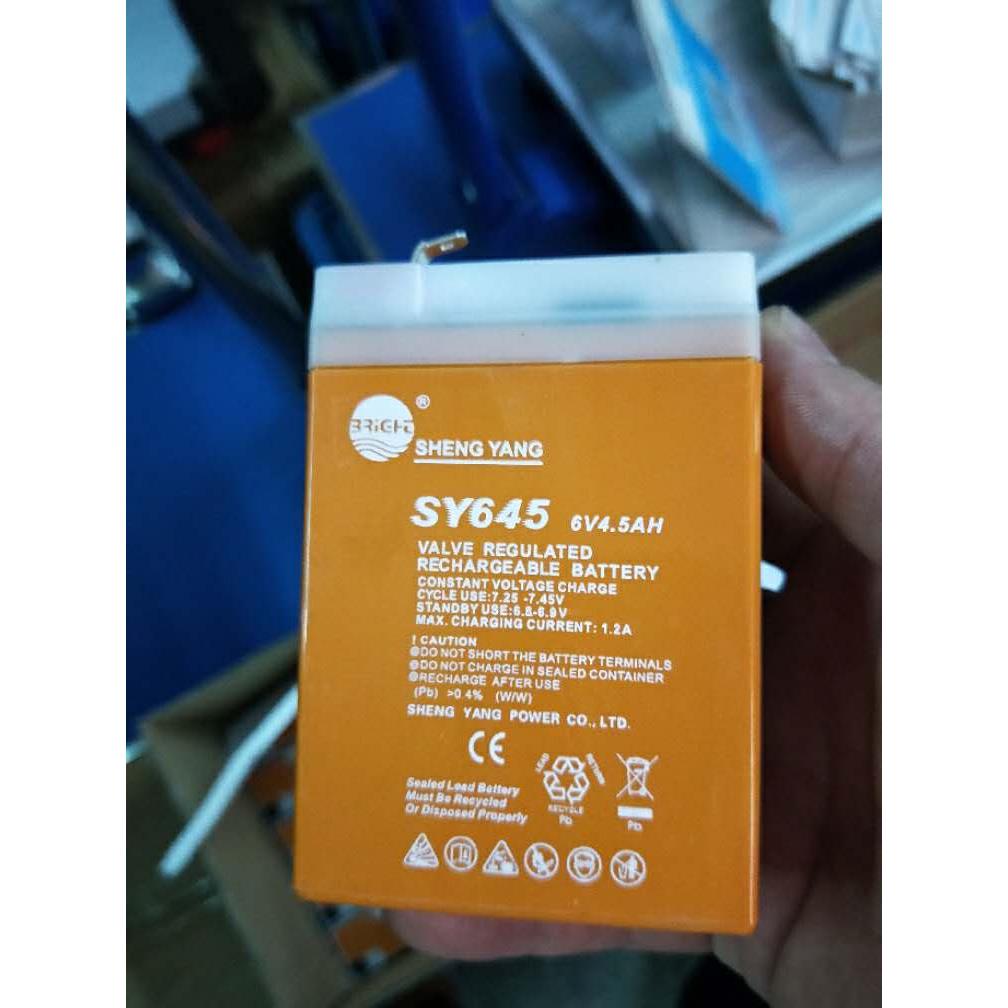 BRIGHT ®
SHENG YANG
SY645 6V4.5AH
VALVE REGULATED
RECHARGEABLE BATTERY
CONSTANT VOLTAGE CHARGE
CYCLE USE:7.25 -7.45V
STANDBY USE:6.8-6.9V
MAX. CHARGING CURRENT: 1.2A
! CAUTION
DO NOT SHORT THE BATTERY TERMINALS
DO NOT CHARGE IN SEALED CONTAINER
RECHARGE AFTER USE
(Pb) >0.4% (W/W)
SHENG YANG POWER CO., LTD.
CE
LEAD RETURN
RECYCLE
Pb
Pb
Sealed Lead Battery
Must Be Recycled
Or Disposed Properly